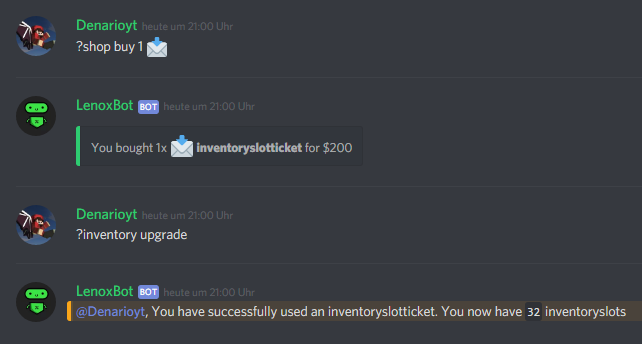 Denarioyt heute um 21:00 Uhr
?shop buy 1
LenoxBot BOT heute um 21:00 Uhr
You bought 1x inventoryslotticket for $200
Denarioyt heute um 21:00 Uhr
?inventory upgrade
LenoxBot BOT heute um 21:00 Uhr
@Denarioyt, You have successfully used an inventoryslotticket. You now have 32 inventoryslots